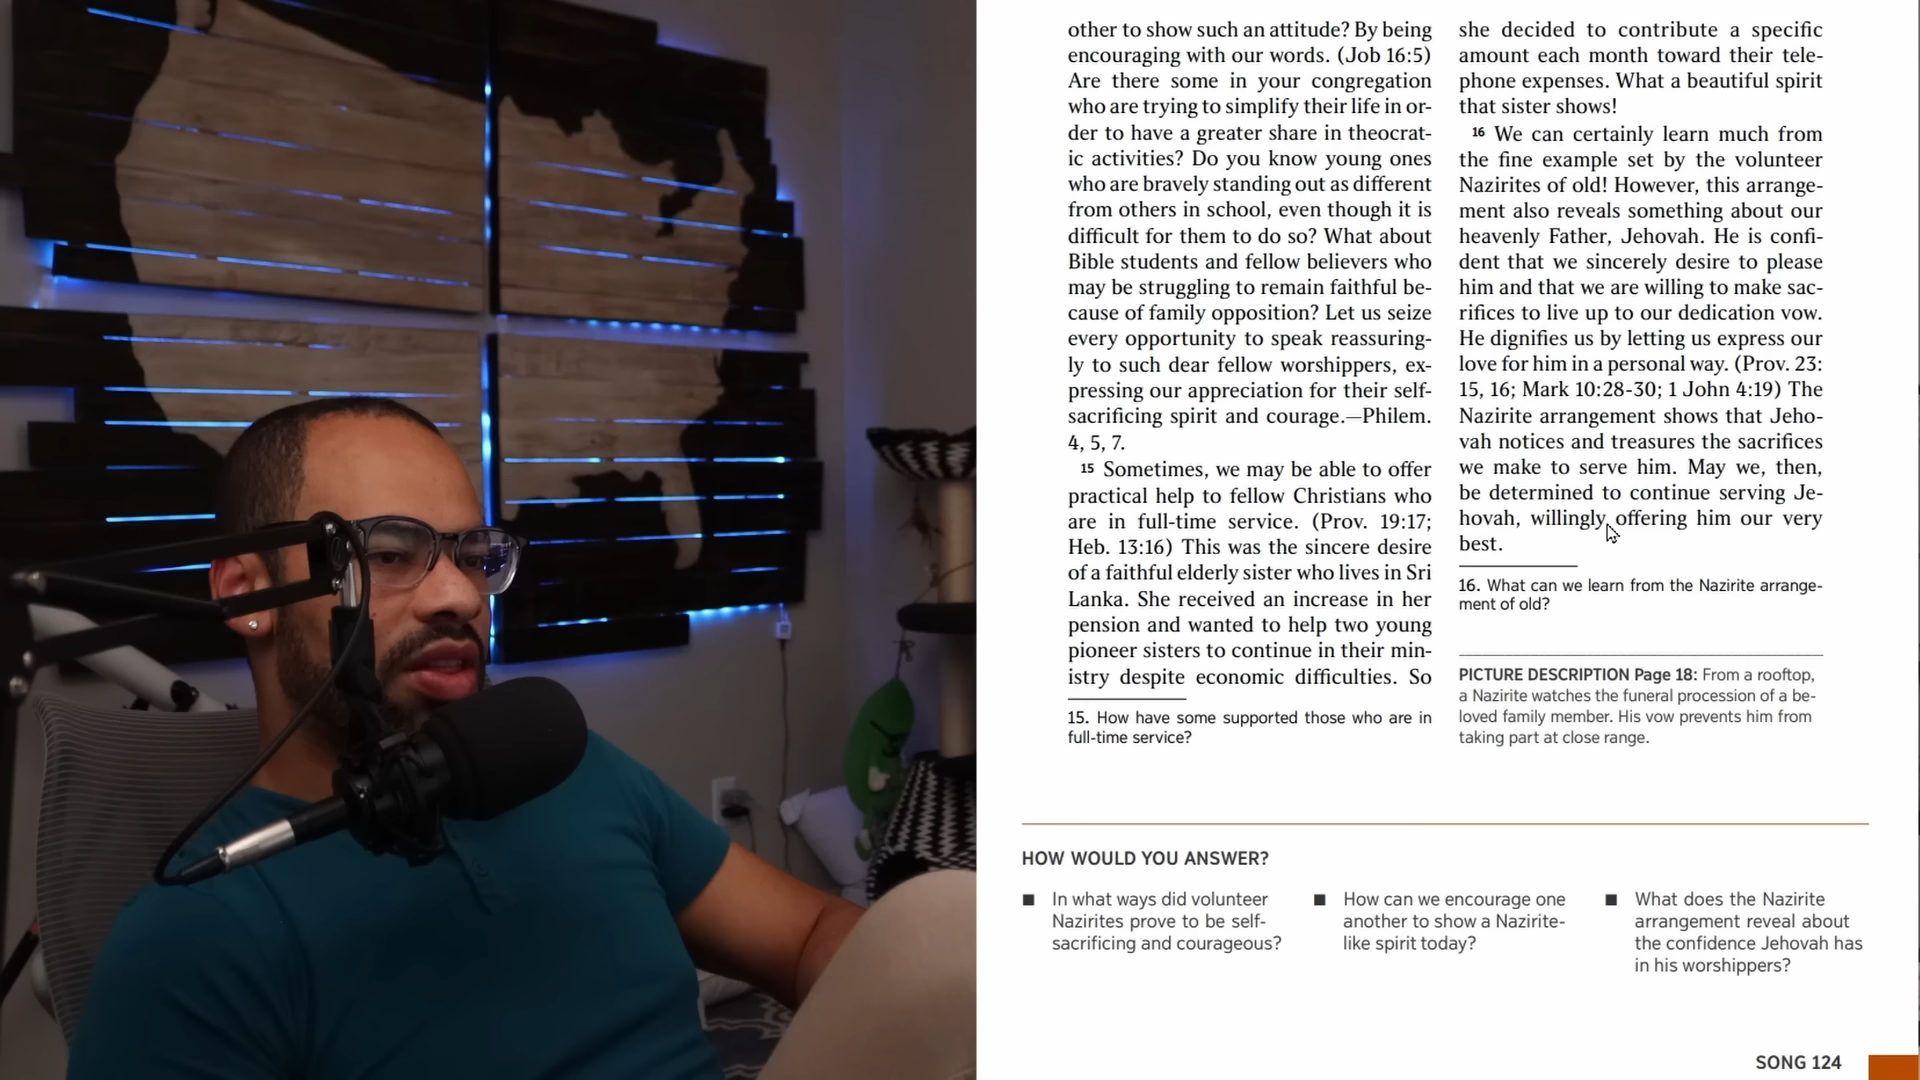 other to show such an attitude? By being
encouraging with our words. (Job 16:5)
Are there some in your congregation
who are trying to simplify their life in or-
der to have a greater share in theocrat-
ic activities? Do you know young ones
who are bravely standing out as different
from others in school, even though it is
difficult for them to do so? What about
Bible students and fellow believers who
may be struggling to remain faithful be-
cause of family opposition? Let us seize
every opportunity to speak reassuring-
ly to such dear fellow worshippers, ex-
pressing our appreciation for their self-
sacrificing spirit and courage.—Philem.
4, 5, 7.
15 Sometimes, we may be able to offer
practical help to fellow Christians who
are in full-time service. (Prov. 19:17;
Heb. 13:16) This was the sincere desire
of a faithful elderly sister who lives in Sri
Lanka. She received an increase in her
pension and wanted to help two young
pioneer sisters to continue in their min-
istry despite economic difficulties. So
15. How have some supported those who are in
full-time service?
she decided to contribute a specific
amount each month toward their tele-
phone expenses. What a beautiful spirit
that sister shows!
16 We can certainly learn much from
the fine example set by the volunteer
Nazirites of old! However, this arrange-
ment also reveals something about our
heavenly Father, Jehovah. He is confi-
dent that we sincerely desire to please
him and that we are willing to make sac-
rifices to live up to our dedication vow.
He dignifies us by letting us express our
love for him in a personal way. (Prov. 23:
15, 16; Mark 10:28-30; 1 John 4:19) The
Nazirite arrangement shows that Jeho-
vah notices and treasures the sacrifices
we make to serve him. May we, then,
be determined to continue serving Je-
hovah, willingly offering him our very
best.
16. What can we learn from the Nazirite arrange-
ment of old?
PICTURE DESCRIPTION Page 18: From a rooftop,
a Nazirite watches the funeral procession of a be-
loved family member. His vow prevents him from
taking part at close range.
HOW WOULD YOU ANSWER?
■ In what ways did volunteer
Nazirites prove to be self-
sacrificing and courageous?
■ How can we encourage one
another to show a Nazirite-
like spirit today?
■ What does the Nazirite
arrangement reveal about
the confidence Jehovah has
in his worshippers?
SONG 124